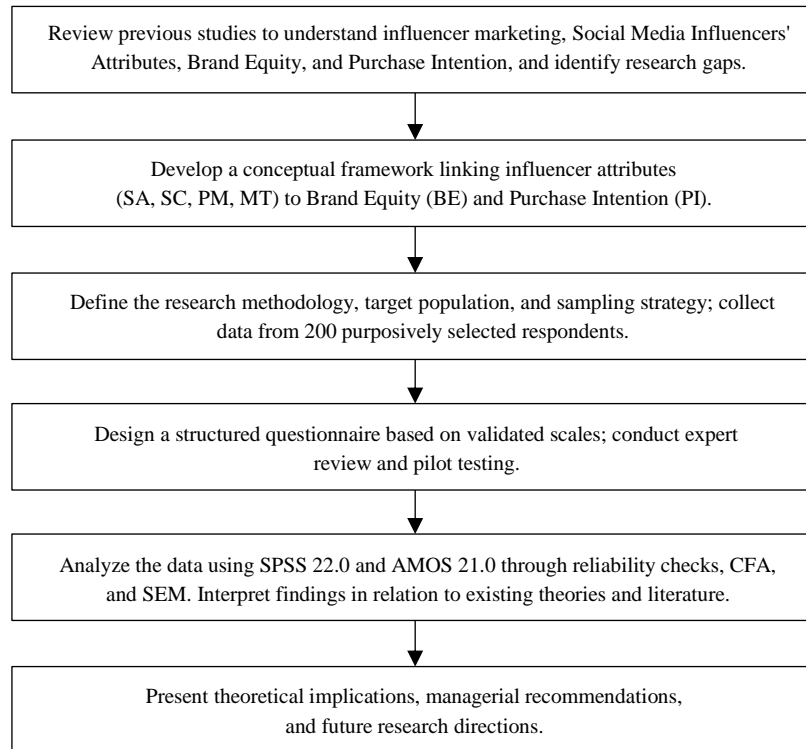 Review previous studies to understand influencer marketing, Social Media Influencers'
Attributes, Brand Equity, and Purchase Intention, and identify research gaps.
Develop a conceptual framework linking influencer attributes
(SA, SC, PM, MT) to Brand Equity (BE) and Purchase Intention (PI).
Define the research methodology, target population, and sampling strategy; collect
data from 200 purposively selected respondents.
Design a structured questionnaire based on validated scales; conduct expert
review and pilot testing.
Analyze the data using SPSS 22.0 and AMOS 21.0 through reliability checks, CFA,
and SEM. Interpret findings in relation to existing theories and literature.
Present theoretical implications, managerial recommendations,
and future research directions.